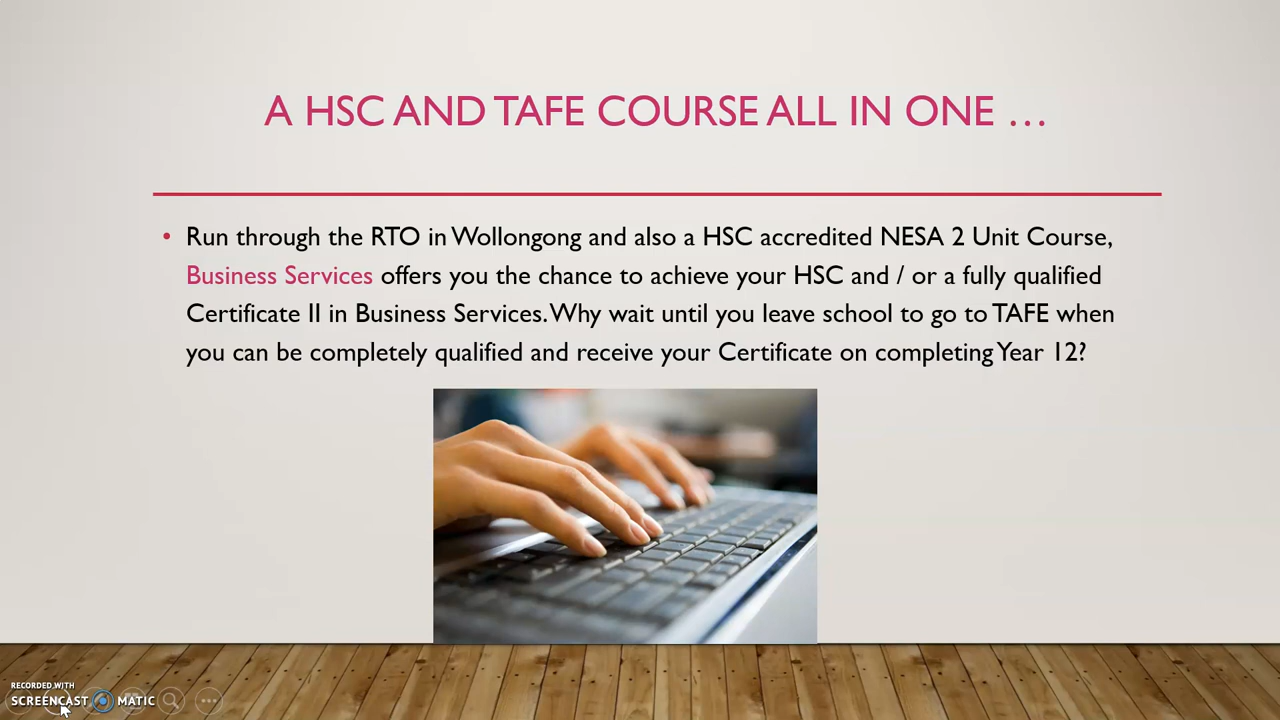 A HSC AND TAFE COURSE ALL IN ONE …
• Run through the RTO in Wollongong and also a HSC accredited NESA 2 Unit Course,
Business Services offers you the chance to achieve your HSC and / or a fully qualified
Certificate II in Business Services. Why wait until you leave school to go to TAFE when
you can be completely qualified and receive your Certificate on completing Year 12?
RECORDED WITH
SCREENCAST MATIC